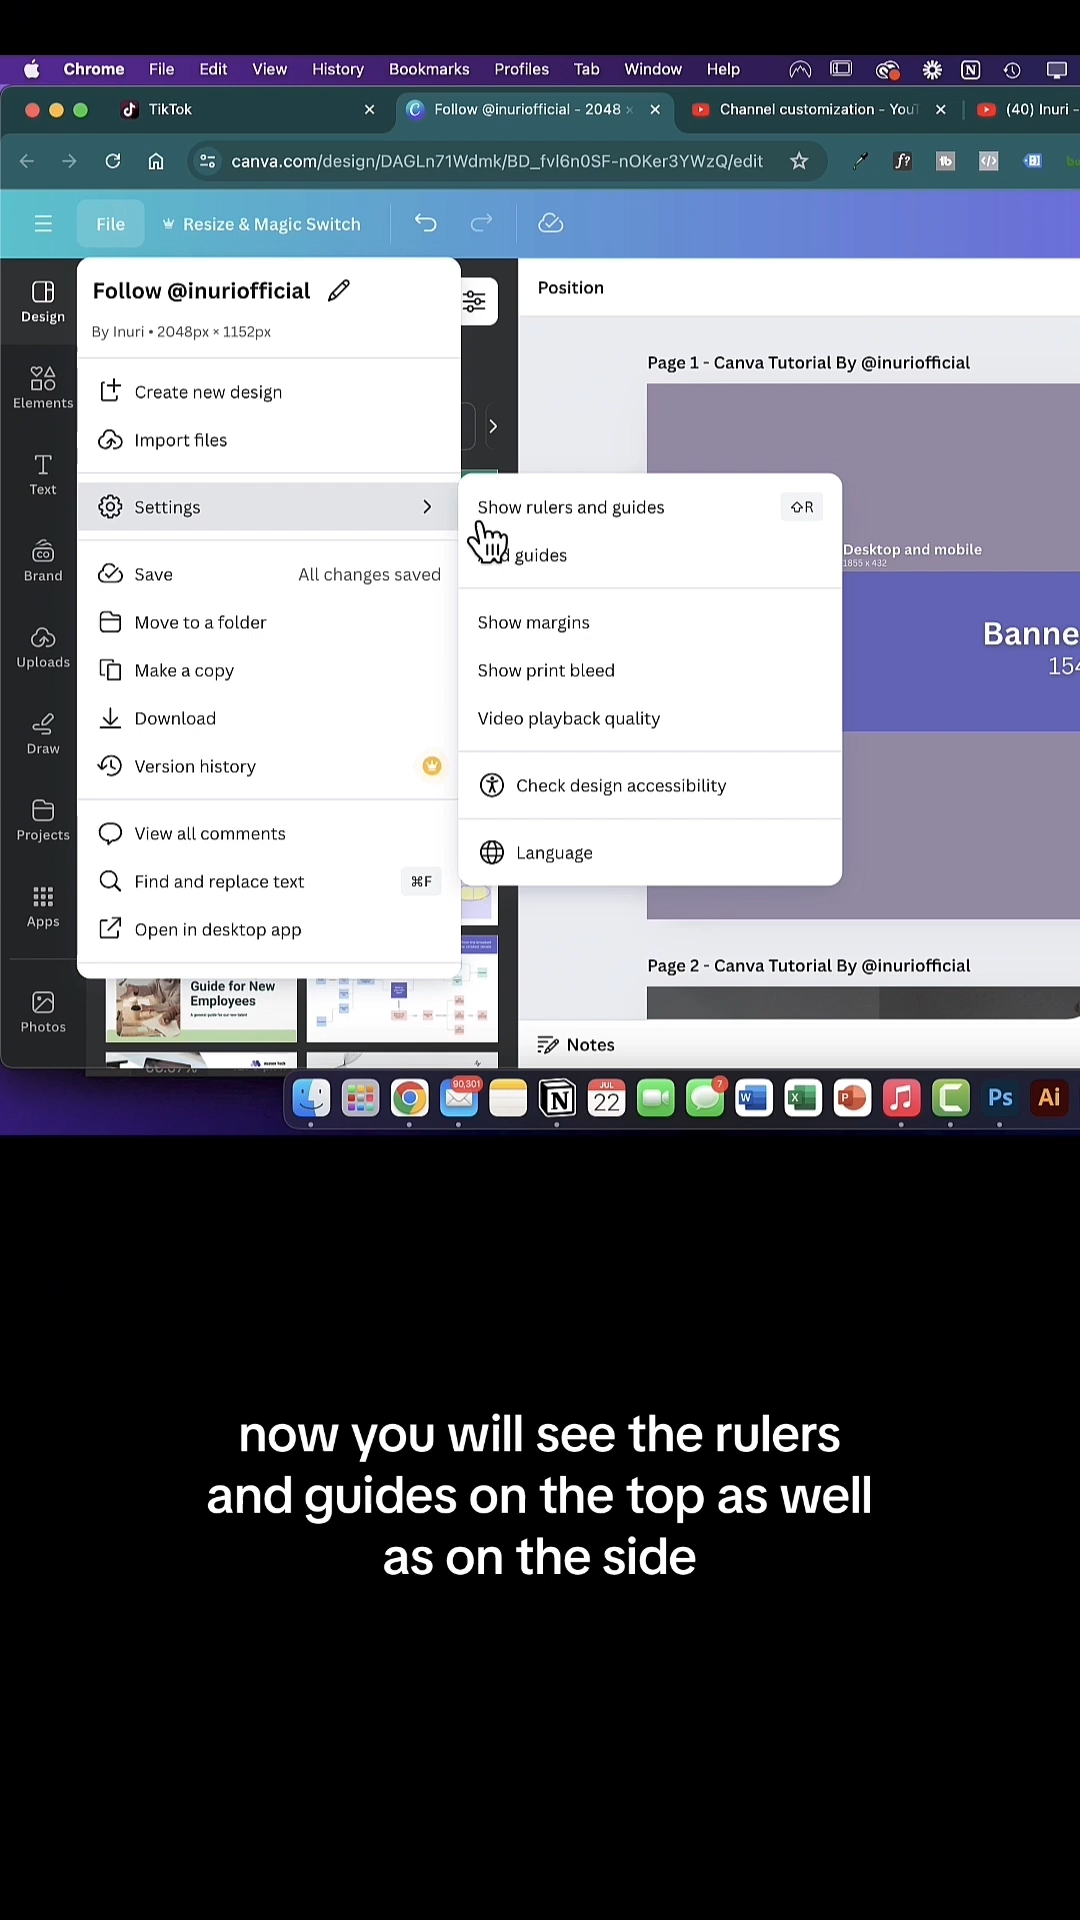 Chrome File Edit View History Bookmarks Profiles Tab Window Help
TikTok
Follow @inuriofficial - 2048
Channel customization - You
(40) Inuri -
canva.com/design/DAGLn71Wdmk/BD_fvl6n0SF-nOKer3YWzQ/edit
File
Resize & Magic Switch
Design
Elements
Text
Brand
Uploads
Draw
Projects
Apps
Photos
Follow @inuriofficial
By Inuri • 2048px × 1152px
Create new design
Import files
Settings
Save All changes saved
Move to a folder
Make a copy
Download
Version history
View all comments
Find and replace text ⌘F
Open in desktop app
Show rulers and guides ⇧R
guides
Show margins
Show print bleed
Video playback quality
Check design accessibility
Language
Position
Page 1 - Canva Tutorial By @inuriofficial
Desktop and mobile
1855 x 432
Banne
154
Page 2 - Canva Tutorial By @inuriofficial
Notes
Guide for New
Employees
90,301
JUL
22
7
Ps
Ai
now you will see the rulers
and guides on the top as well
as on the side